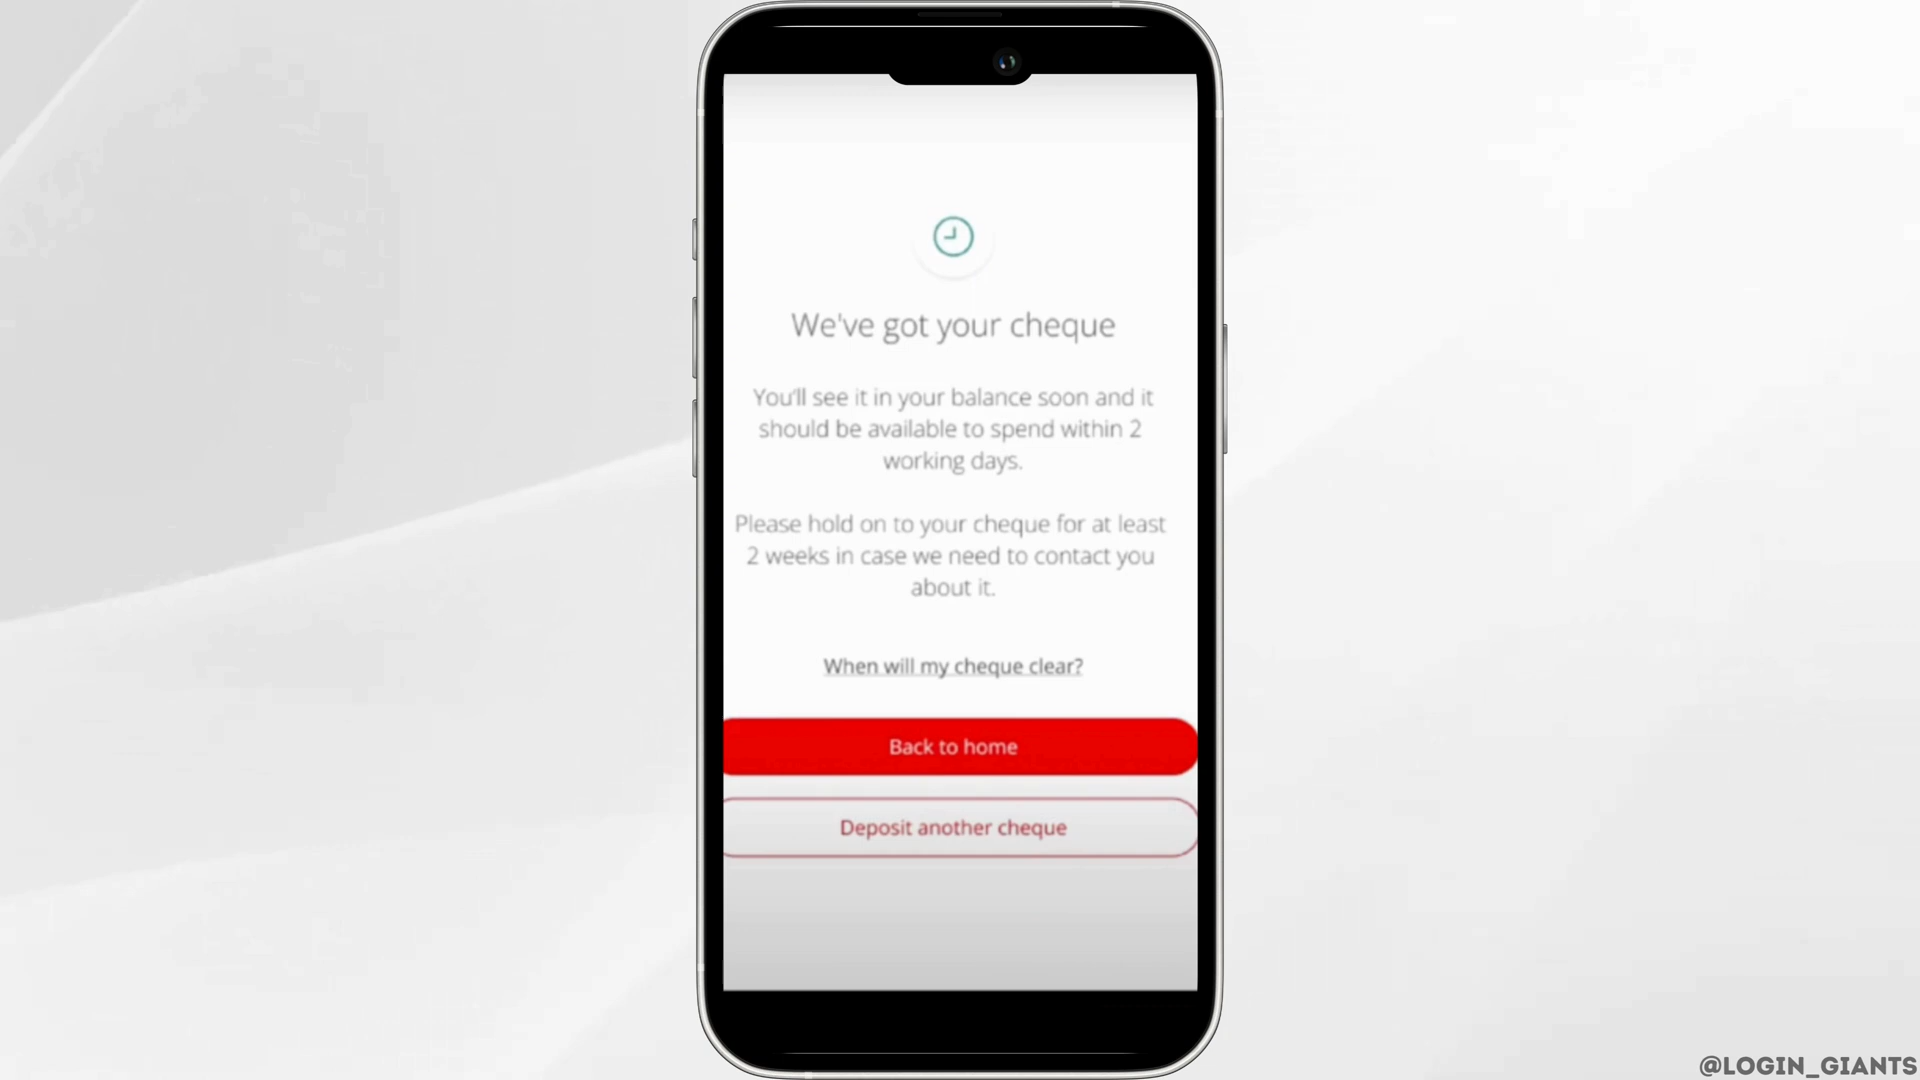 We've got your cheque
You'll see it in your balance soon and it
should be available to spend within 2
working days.
Please hold on to your cheque for at least
2 weeks in case we need to contact you
about it.
When will my cheque clear?
Back to home
Deposit another cheque
@LOGIN_GIANTS